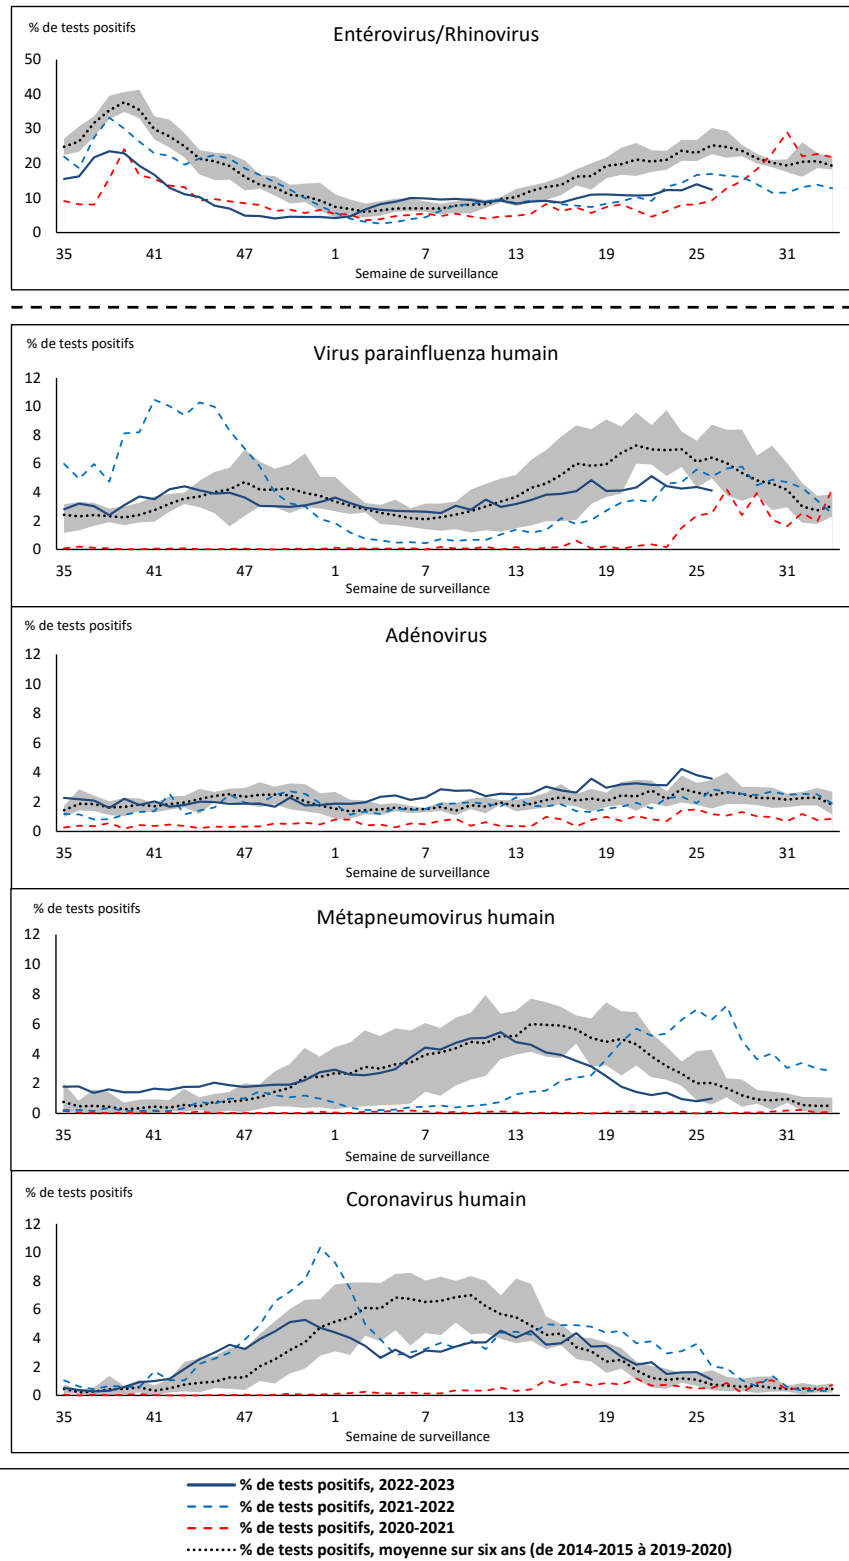 % de tests positifs
Entérovirus/Rhinovirus
50
40
30
20
10
0
35 41 47 1 7 13 19 25 31
Semaine de surveillance
% de tests positifs
Virus parainfluenza humain
12
10
8
6
4
2
0
35 41 47 1 7 13 19 25 31
Semaine de surveillance
% de tests positifs
Adénovirus
12
10
8
6
4
2
0
35 41 47 1 7 13 19 25 31
Semaine de surveillance
% de tests positifs
Métapneumovirus humain
12
10
8
6
4
2
0
35 41 47 1 7 13 19 25 31
Semaine de surveillance
% de tests positifs
Coronavirus humain
12
10
8
6
4
2
0
35 41 47 1 7 13 19 25 31
Semaine de surveillance
% de tests positifs, 2022-2023
% de tests positifs, 2021-2022
% de tests positifs, 2020-2021
% de tests positifs, moyenne sur six ans (de 2014-2015 à 2019-2020)